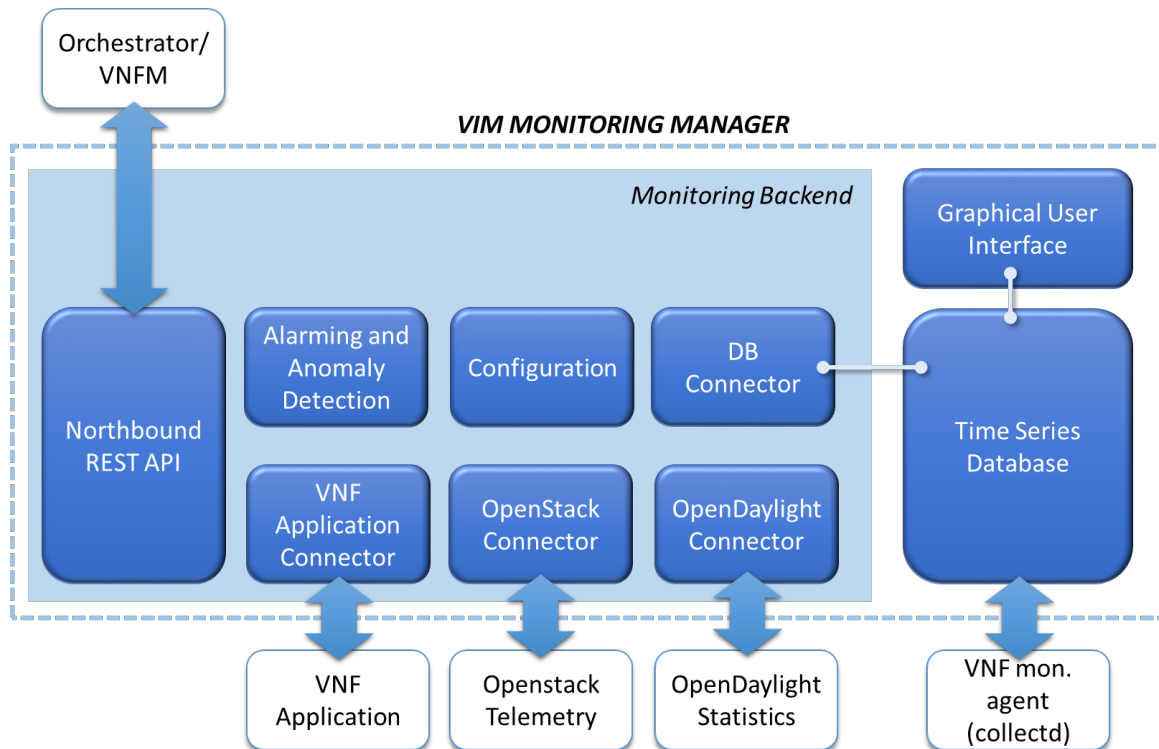 Orchestrator/
VNFM
VIM MONITORING MANAGER
Monitoring Backend
Graphical User
Interface
Northbound
REST API
Alarming and
Anomaly
Detection
Configuration
DB
Connector
Time Series
Database
VNF
Application
Connector
OpenStack
Connector
OpenDaylight
Connector
VNF
Application
Openstack
Telemetry
OpenDaylight
Statistics
VNF mon.
agent
(collectd)